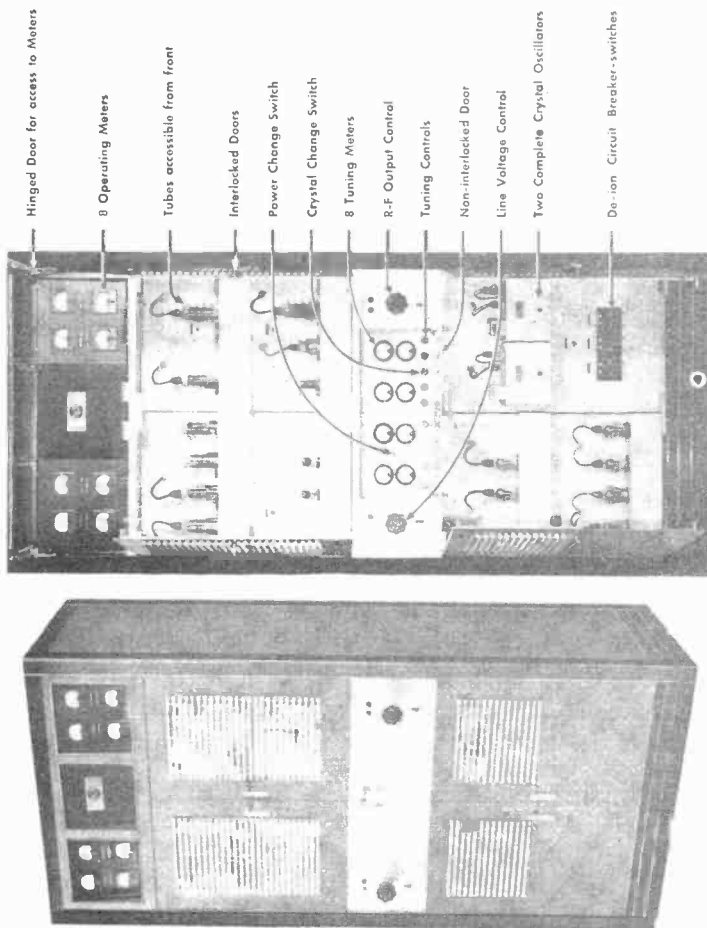 Hinged Door for access to Meters
8 Operating Meters
Tubes accessible from front
Interlocked Doors
Power Change Switch
Crystal Change Switch
8 Tuning Meters
R-F Output Control
Tuning Controls
Non-interlocked Door
Line Voltage Control
Two Complete Crystal Oscillators
De-ion Circuit Breaker-switches